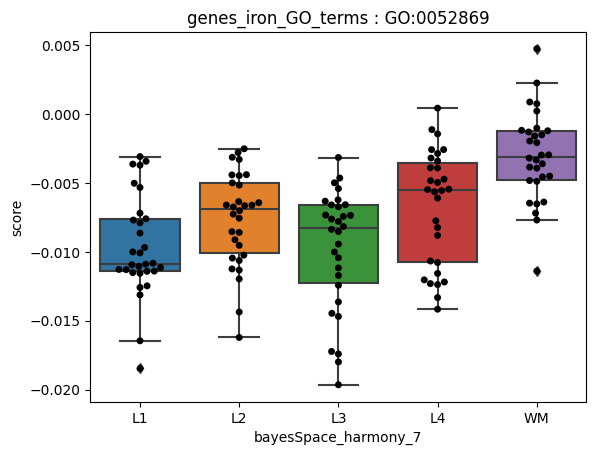 genes_iron_GO_terms : GO:0052869
0.005
0.000
−0.005
−0.010
−0.015
−0.020
score
L1 L2 L3 L4 WM
bayesSpace_harmony_7